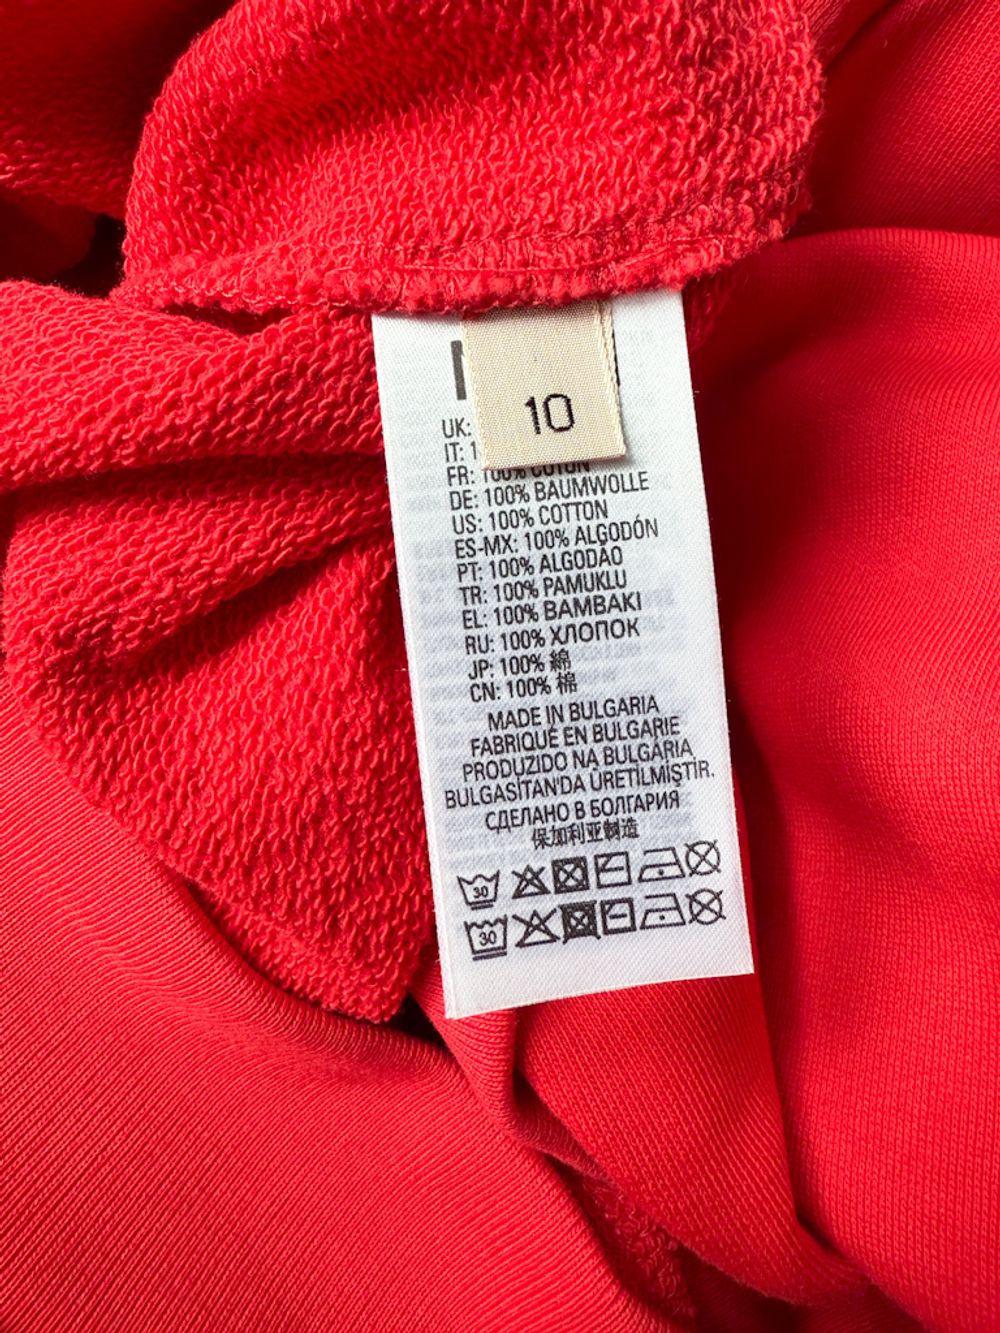 10
UK:
IT: 1
FR: 100% COTON
DE: 100% BAUMWOLLE
US: 100% COTTON
ES-MX: 100% ALGODÓN
PT: 100% ALGODÃO
TR: 100% PAMUKLU
EL: 100% BAMBAKI
RU: 100% ХЛОПОК
JP: 100% 綿
CN: 100% 棉
MADE IN BULGARIA
FABRIQUÉ EN BULGARIE
PRODUZIDO NA BULGÁRIA
BULGASİTAN'DA ÜRETİLMİŞTİR.
СДЕЛАНО В БОЛГАРИЯ
保加利亚制造
30
30